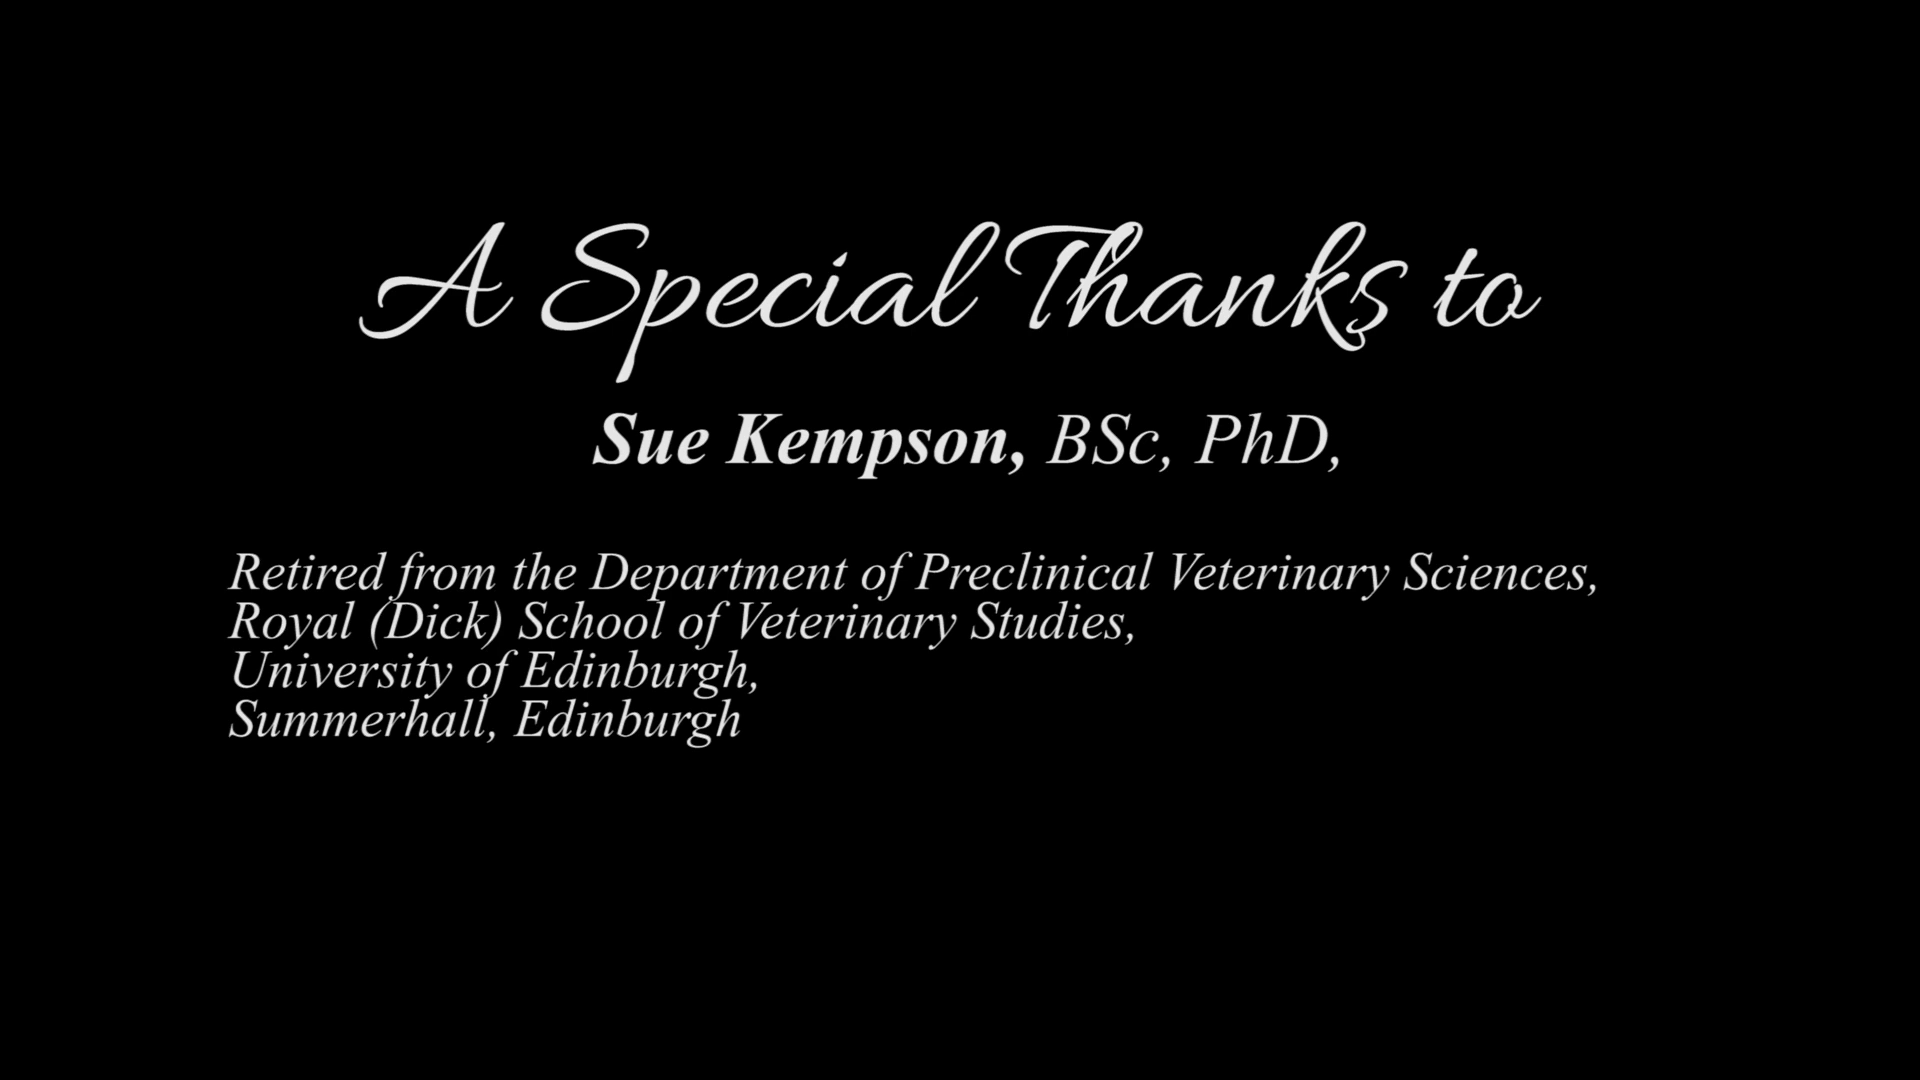 A Special Thanks to
Sue Kempson, BSc, PhD,
Retired from the Department of Preclinical Veterinary Sciences,
Royal (Dick) School of Veterinary Studies,
University of Edinburgh,
Summerhall, Edinburgh